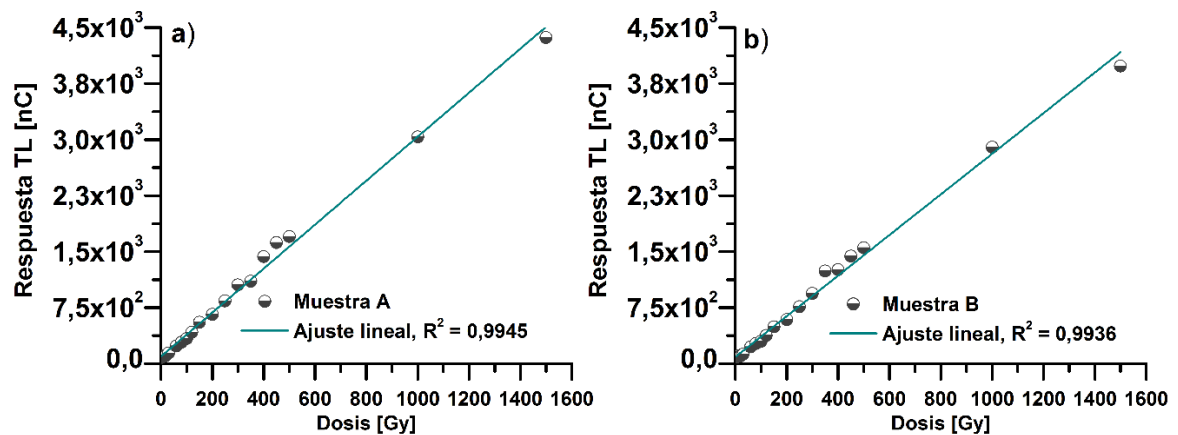 a)
Respuesta TL [nC]
4,5x10³
3,8x10³
3,0x10³
2,3x10³
1,5x10³
7,5x10²
0,0
Muestra A
Ajuste lineal, R² = 0,9945
0 200 400 600 800 1000 1200 1400 1600
Dosis [Gy]
b)
Respuesta TL [nC]
4,5x10³
3,8x10³
3,0x10³
2,3x10³
1,5x10³
7,5x10²
0,0
Muestra B
Ajuste lineal, R² = 0,9936
0 200 400 600 800 1000 1200 1400 1600
Dosis [Gy]